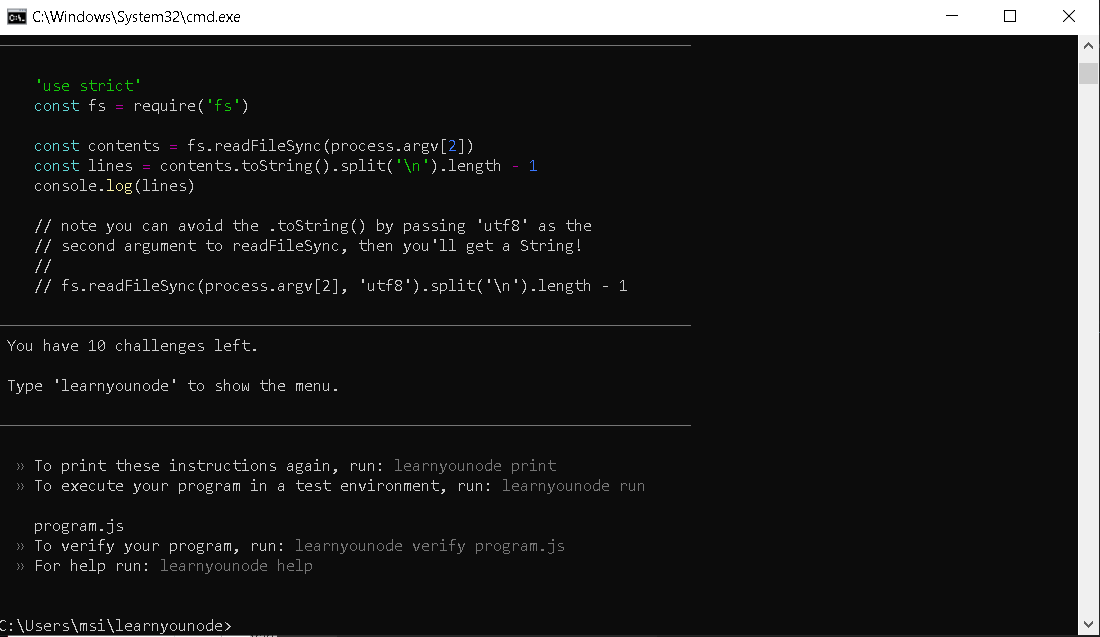 C:\Windows\System32\cmd.exe
'use strict'
const fs = require('fs')
const contents = fs.readFileSync(process.argv[2])
const lines = contents.toString().split('\n').length - 1
console.log(lines)
// note you can avoid the .toString() by passing 'utf8' as the
// second argument to readFileSync, then you'll get a String!
//
// fs.readFileSync(process.argv[2], 'utf8').split('\n').length - 1
You have 10 challenges left.
Type 'learnyounode' to show the menu.
» To print these instructions again, run: learnyounode print
» To execute your program in a test environment, run: learnyounode run
program.js
» To verify your program, run: learnyounode verify program.js
» For help run: learnyounode help
C:\Users\msi\learnyounode>